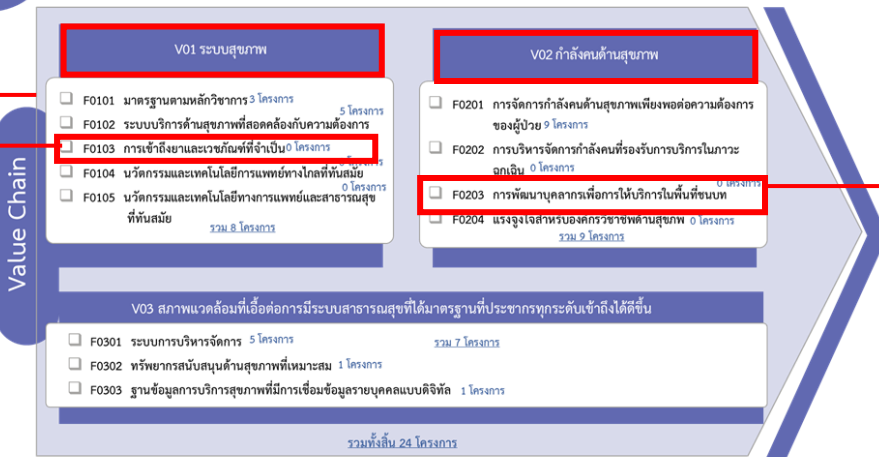 Value Chain
V01 ระบบสุขภาพ
F0101 มาตรฐานตามหลักวิชาการ 3 โครงการ
5 โครงการ
F0102 ระบบบริการด้านสุขภาพที่สอดคล้องกับความต้องการ
F0103 การเข้าถึงยาและเวชภัณฑ์ที่จำเป็น 0 โครงการ
F0104 นวัตกรรมและเทคโนโลยีการแพทย์ทางไกลที่ทันสมัย
0 โครงการ
F0105 นวัตกรรมและเทคโนโลยีทางการแพทย์และสาธารณสุข
ที่ทันสมัย
รวม 8 โครงการ
V02 กำลังคนด้านสุขภาพ
F0201 การจัดการกำลังคนด้านสุขภาพเพียงพอต่อความต้องการ
ของผู้ป่วย 9 โครงการ
F0202 การบริหารจัดการกำลังคนที่รองรับการบริการในภาวะ
ฉุกเฉิน 0 โครงการ
0 โครงการ
F0203 การพัฒนาบุคลากรเพื่อการให้บริการในพื้นที่ชนบท
F0204 แรงจูงใจสำหรับองค์กรวิชาชีพด้านสุขภาพ 0 โครงการ
รวม 9 โครงการ
V03 สภาพแวดล้อมที่เอื้อต่อการมีระบบสาธารณสุขที่ได้มาตรฐานที่ประชากรทุกระดับเข้าถึงได้ดีขึ้น
F0301 ระบบการบริหารจัดการ 5 โครงการ
รวม 7 โครงการ
F0302 ทรัพยากรสนับสนุนด้านสุขภาพที่เหมาะสม 1 โครงการ
F0303 ฐานข้อมูลการบริการสุขภาพที่มีการเชื่อมข้อมูลรายบุคคลแบบดิจิทัล 1 โครงการ
รวมทั้งสิ้น 24 โครงการ